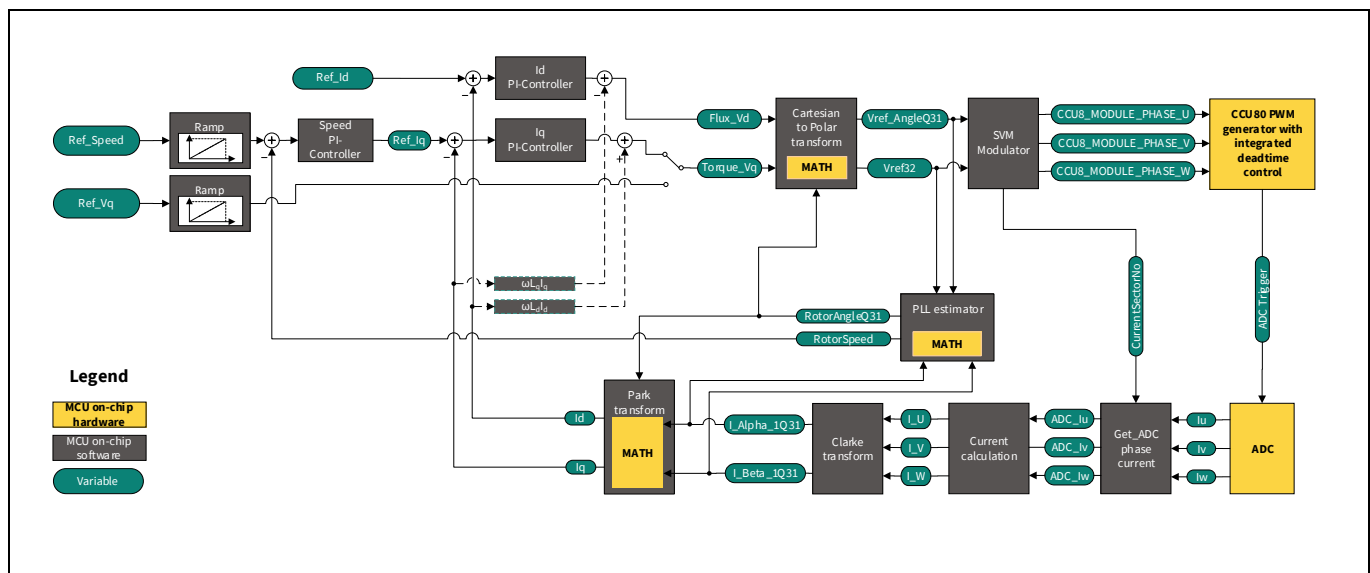 Ref_Id
Id
PI-Controller
Flux_Vd
Cartesian
to Polar
transform
MATH
Vref_AngleQ31
Vref32
SVM
Modulator
CCU8_MODULE_PHASE_U
CCU8_MODULE_PHASE_V
CCU8_MODULE_PHASE_W
CCU80 PWM
generator with
integrated
deadtime
control
Ref_Speed
Ramp
Speed
PI-
Controller
Ref_Iq
Iq
PI-Controller
Torque_Vq
Ref_Vq
Ramp
ωLqIq
ωLdId
RotorAngleQ31
RotorSpeed
PLL estimator
MATH
CurrentSectorNo
ADC Trigger
Legend
MCU on-chip
hardware
MCU on-chip
software
Variable
Id
Iq
Park
transform
MATH
I_Alpha_1Q31
I_Beta_1Q31
Clarke
transform
I_U
I_V
I_W
Current
calculation
ADC_Iu
ADC_Iv
ADC_Iw
Get_ADC
phase
current
Iu
Iv
Iw
ADC